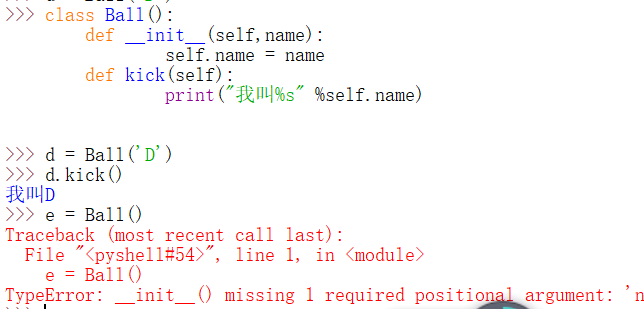 >>> class Ball():
        def __init__(self,name):
                self.name = name
        def kick(self):
                print("我叫%s" %self.name)
>>> d = Ball('D')
>>> d.kick()
我叫D
>>> e = Ball()
Traceback (most recent call last):
  File "<pyshell#54>", line 1, in <module>
    e = Ball()
TypeError: __init__() missing 1 required positional argument: 'n